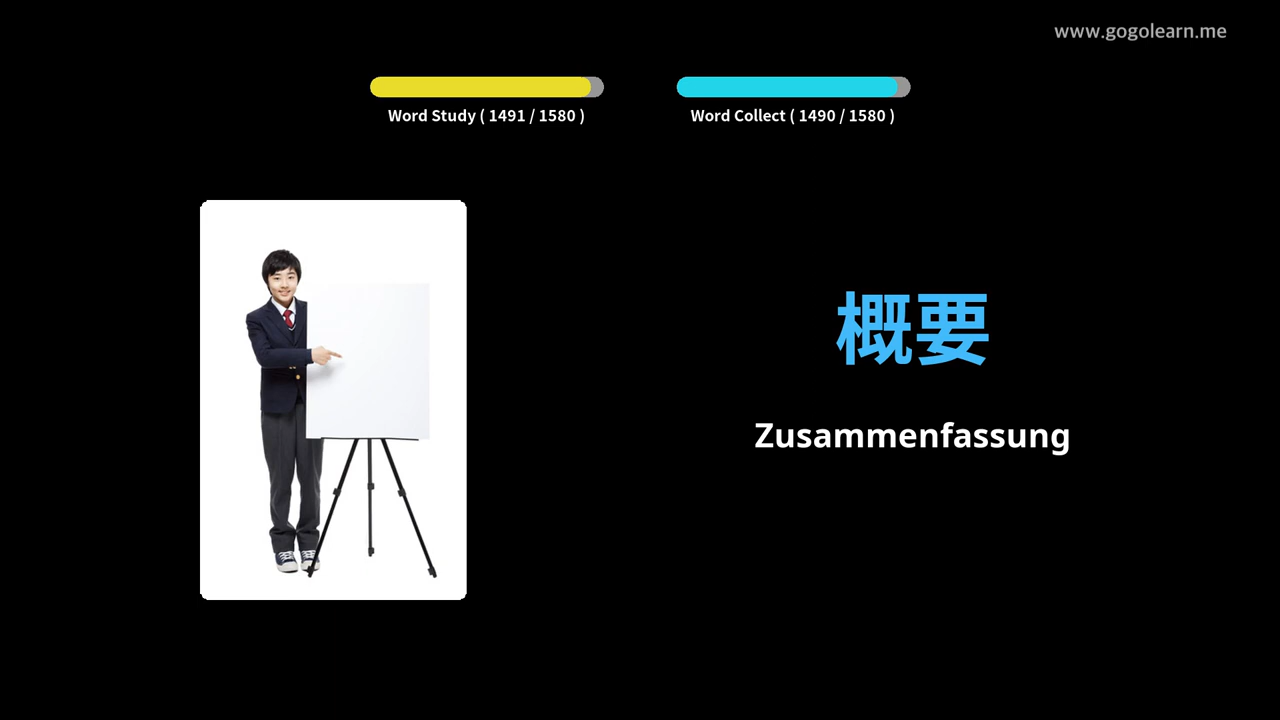 www.gogolearn.me
Word Study ( 1491 / 1580 )
Word Collect ( 1490 / 1580 )
概要
Zusammenfassung